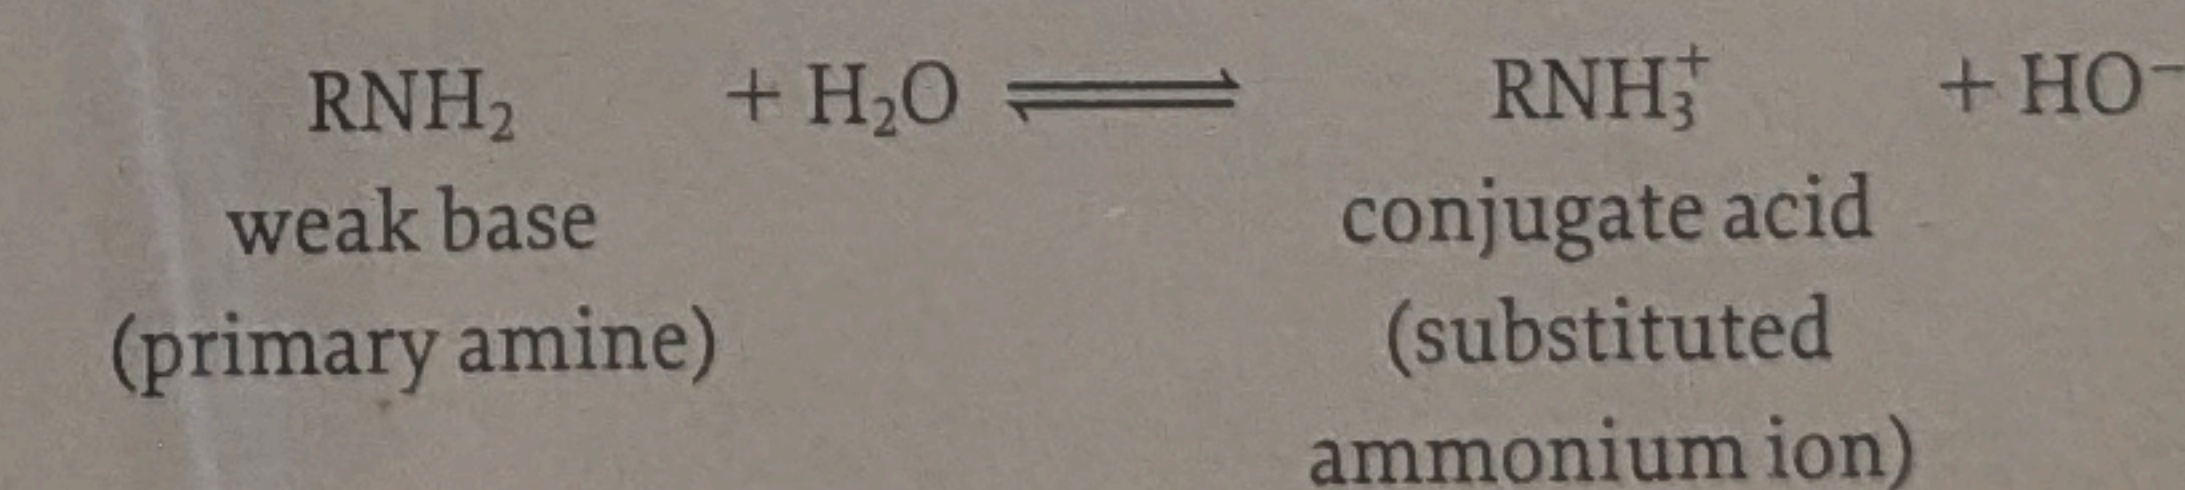 RNH₂ + H₂O ⇌ RNH₃⁺ + HO⁻
weak base conjugate acid
(primary amine) (substituted
ammonium ion)